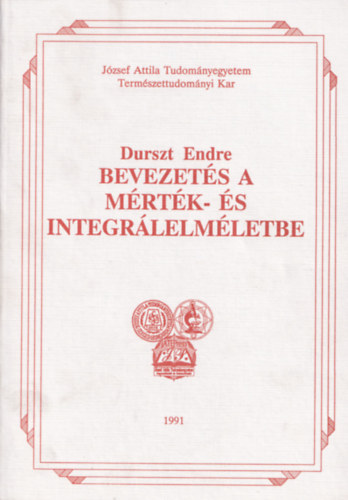 József Attila Tudományegyetem
Természettudományi Kar
Durszt Endre
BEVEZETÉS A
MÉRTÉK- ÉS
INTEGRÁLELMÉLETBE
1991